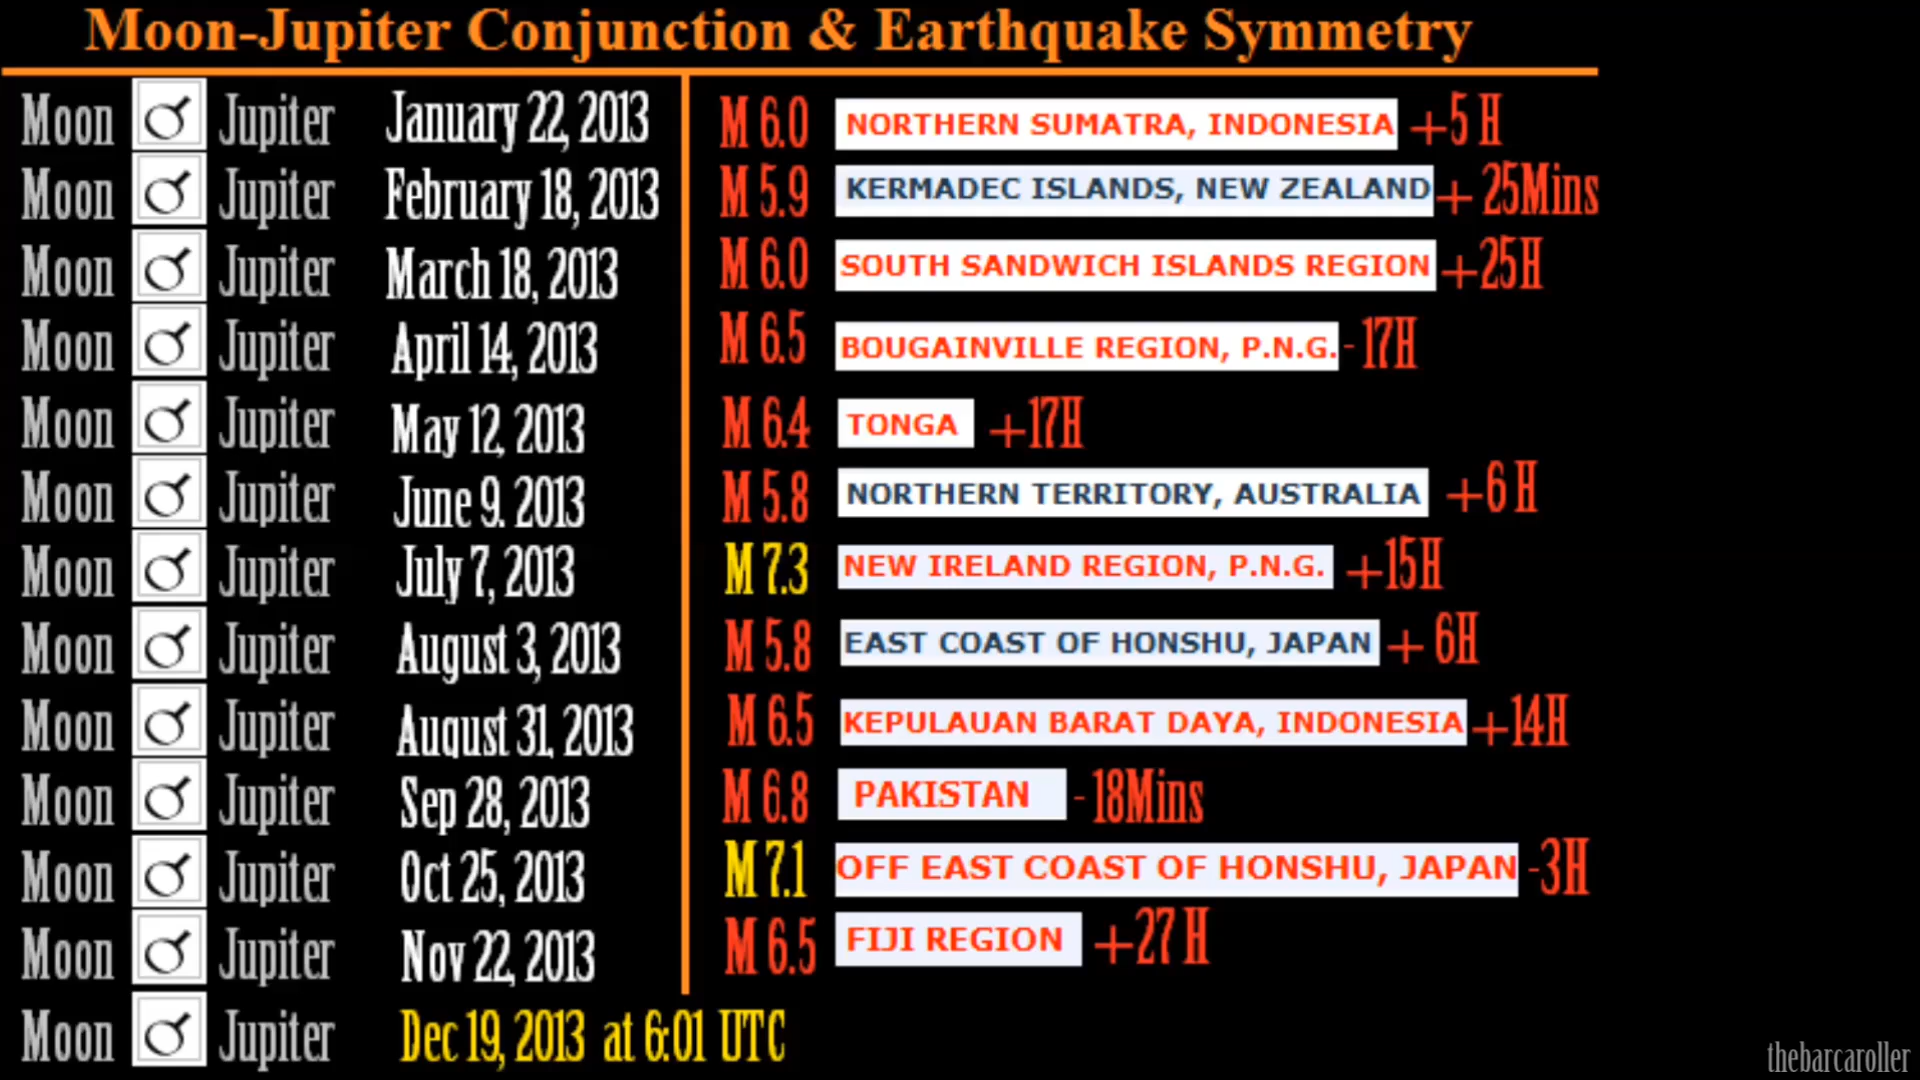 Moon-Jupiter Conjunction & Earthquake Symmetry
Moon ☌ Jupiter January 22, 2013 M 6.0 NORTHERN SUMATRA, INDONESIA +5 H
Moon ☌ Jupiter February 18, 2013 M 5.9 KERMADEC ISLANDS, NEW ZEALAND + 25Mins
Moon ☌ Jupiter March 18, 2013 M 6.0 SOUTH SANDWICH ISLANDS REGION +25H
Moon ☌ Jupiter April 14, 2013 M 6.5 BOUGAINVILLE REGION, P.N.G. - 17H
Moon ☌ Jupiter May 12, 2013 M 6.4 TONGA +17H
Moon ☌ Jupiter June 9. 2013 M 5.8 NORTHERN TERRITORY, AUSTRALIA +6 H
Moon ☌ Jupiter July 7, 2013 M 7.3 NEW IRELAND REGION, P.N.G. +15H
Moon ☌ Jupiter August 3, 2013 M 5.8 EAST COAST OF HONSHU, JAPAN + 6H
Moon ☌ Jupiter August 31, 2013 M 6.5 KEPULAUAN BARAT DAYA, INDONESIA +14H
Moon ☌ Jupiter Sep 28, 2013 M 6.8 PAKISTAN - 18Mins
Moon ☌ Jupiter Oct 25, 2013 M 7.1 OFF EAST COAST OF HONSHU, JAPAN -3H
Moon ☌ Jupiter Nov 22, 2013 M 6.5 FIJI REGION +27 H
Moon ☌ Jupiter Dec 19, 2013 at 6:01 UTC
thebarcaroller